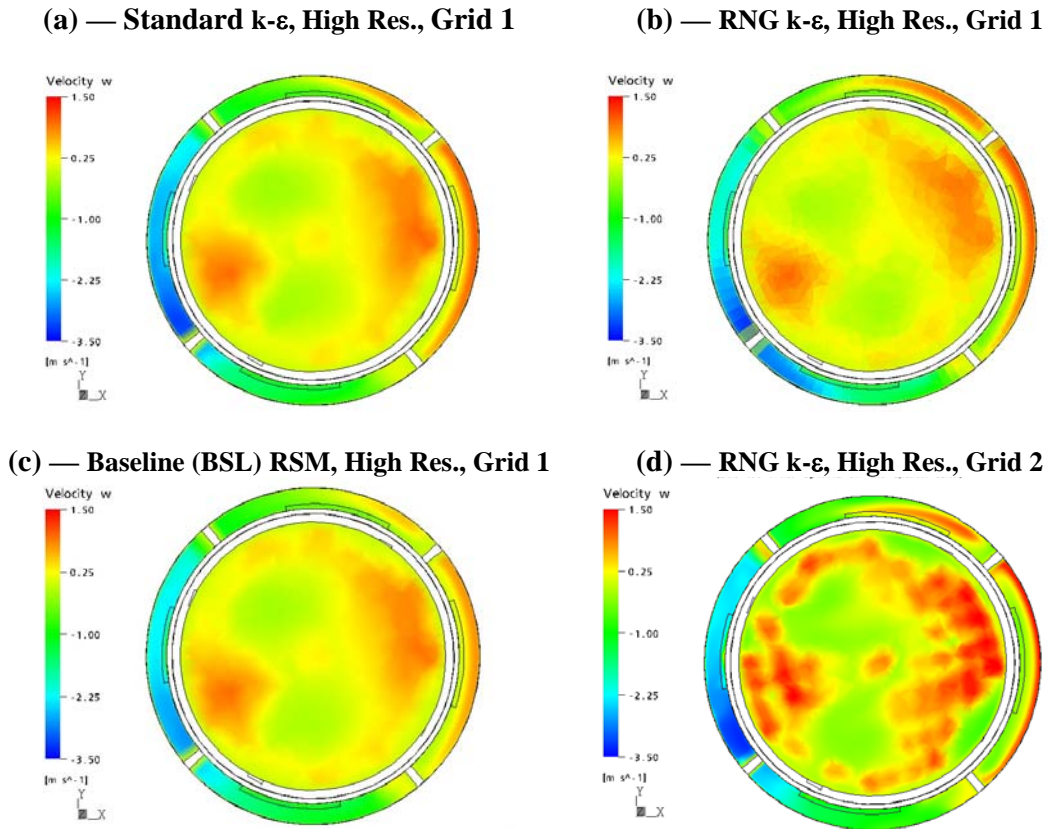 (a) — Standard k-ε, High Res., Grid 1
Velocity w
1.50
0.25
-1.00
-2.25
-3.50
[m s^-1]
Y
X
(b) — RNG k-ε, High Res., Grid 1
Velocity w
1.50
0.25
-1.00
-2.25
-3.50
[m s^-1]
Y
X
(c) — Baseline (BSL) RSM, High Res., Grid 1
Velocity w
1.50
0.25
-1.00
-2.25
-3.50
[m s^-1]
Y
X
(d) — RNG k-ε, High Res., Grid 2
Velocity w
1.50
0.25
-1.00
-2.25
-3.50
[m s^-1]
Y
X